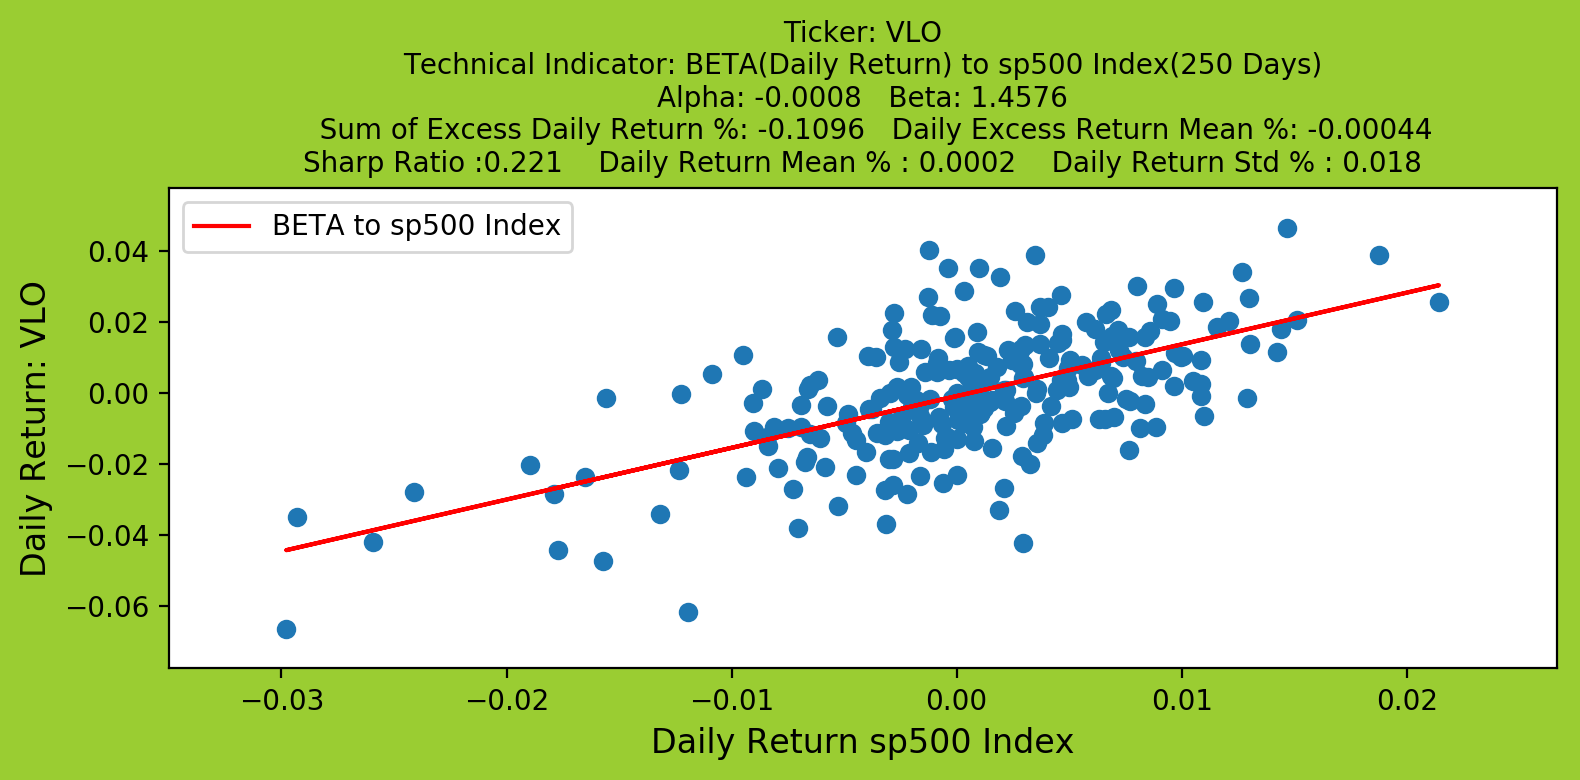 Ticker: VLO
Technical Indicator: BETA(Daily Return) to sp500 Index(250 Days)
Alpha: -0.0008   Beta: 1.4576
Sum of Excess Daily Return %: -0.1096   Daily Excess Return Mean %: -0.00044
Sharp Ratio :0.221    Daily Return Mean % : 0.0002    Daily Return Std % : 0.018
BETA to sp500 Index
Daily Return: VLO
0.04
0.02
0.00
−0.02
−0.04
−0.06
−0.03
−0.02
−0.01
0.00
0.01
0.02
Daily Return sp500 Index